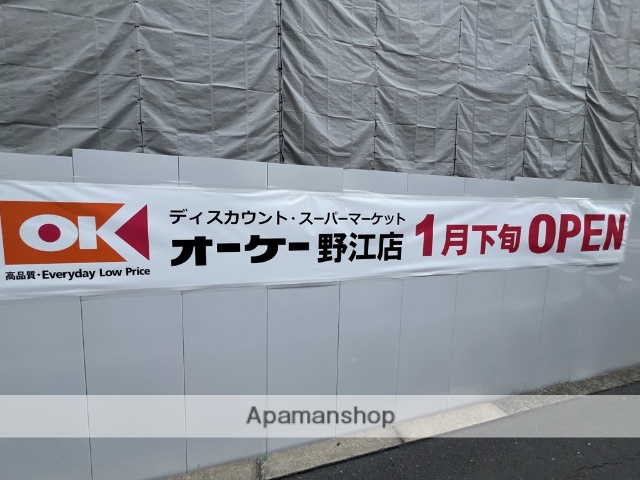 OK
高品質・Everyday Low Price
ディスカウント・スーパーマーケット
オーケー 野江店
1月下旬 OPEN
Apamanshop